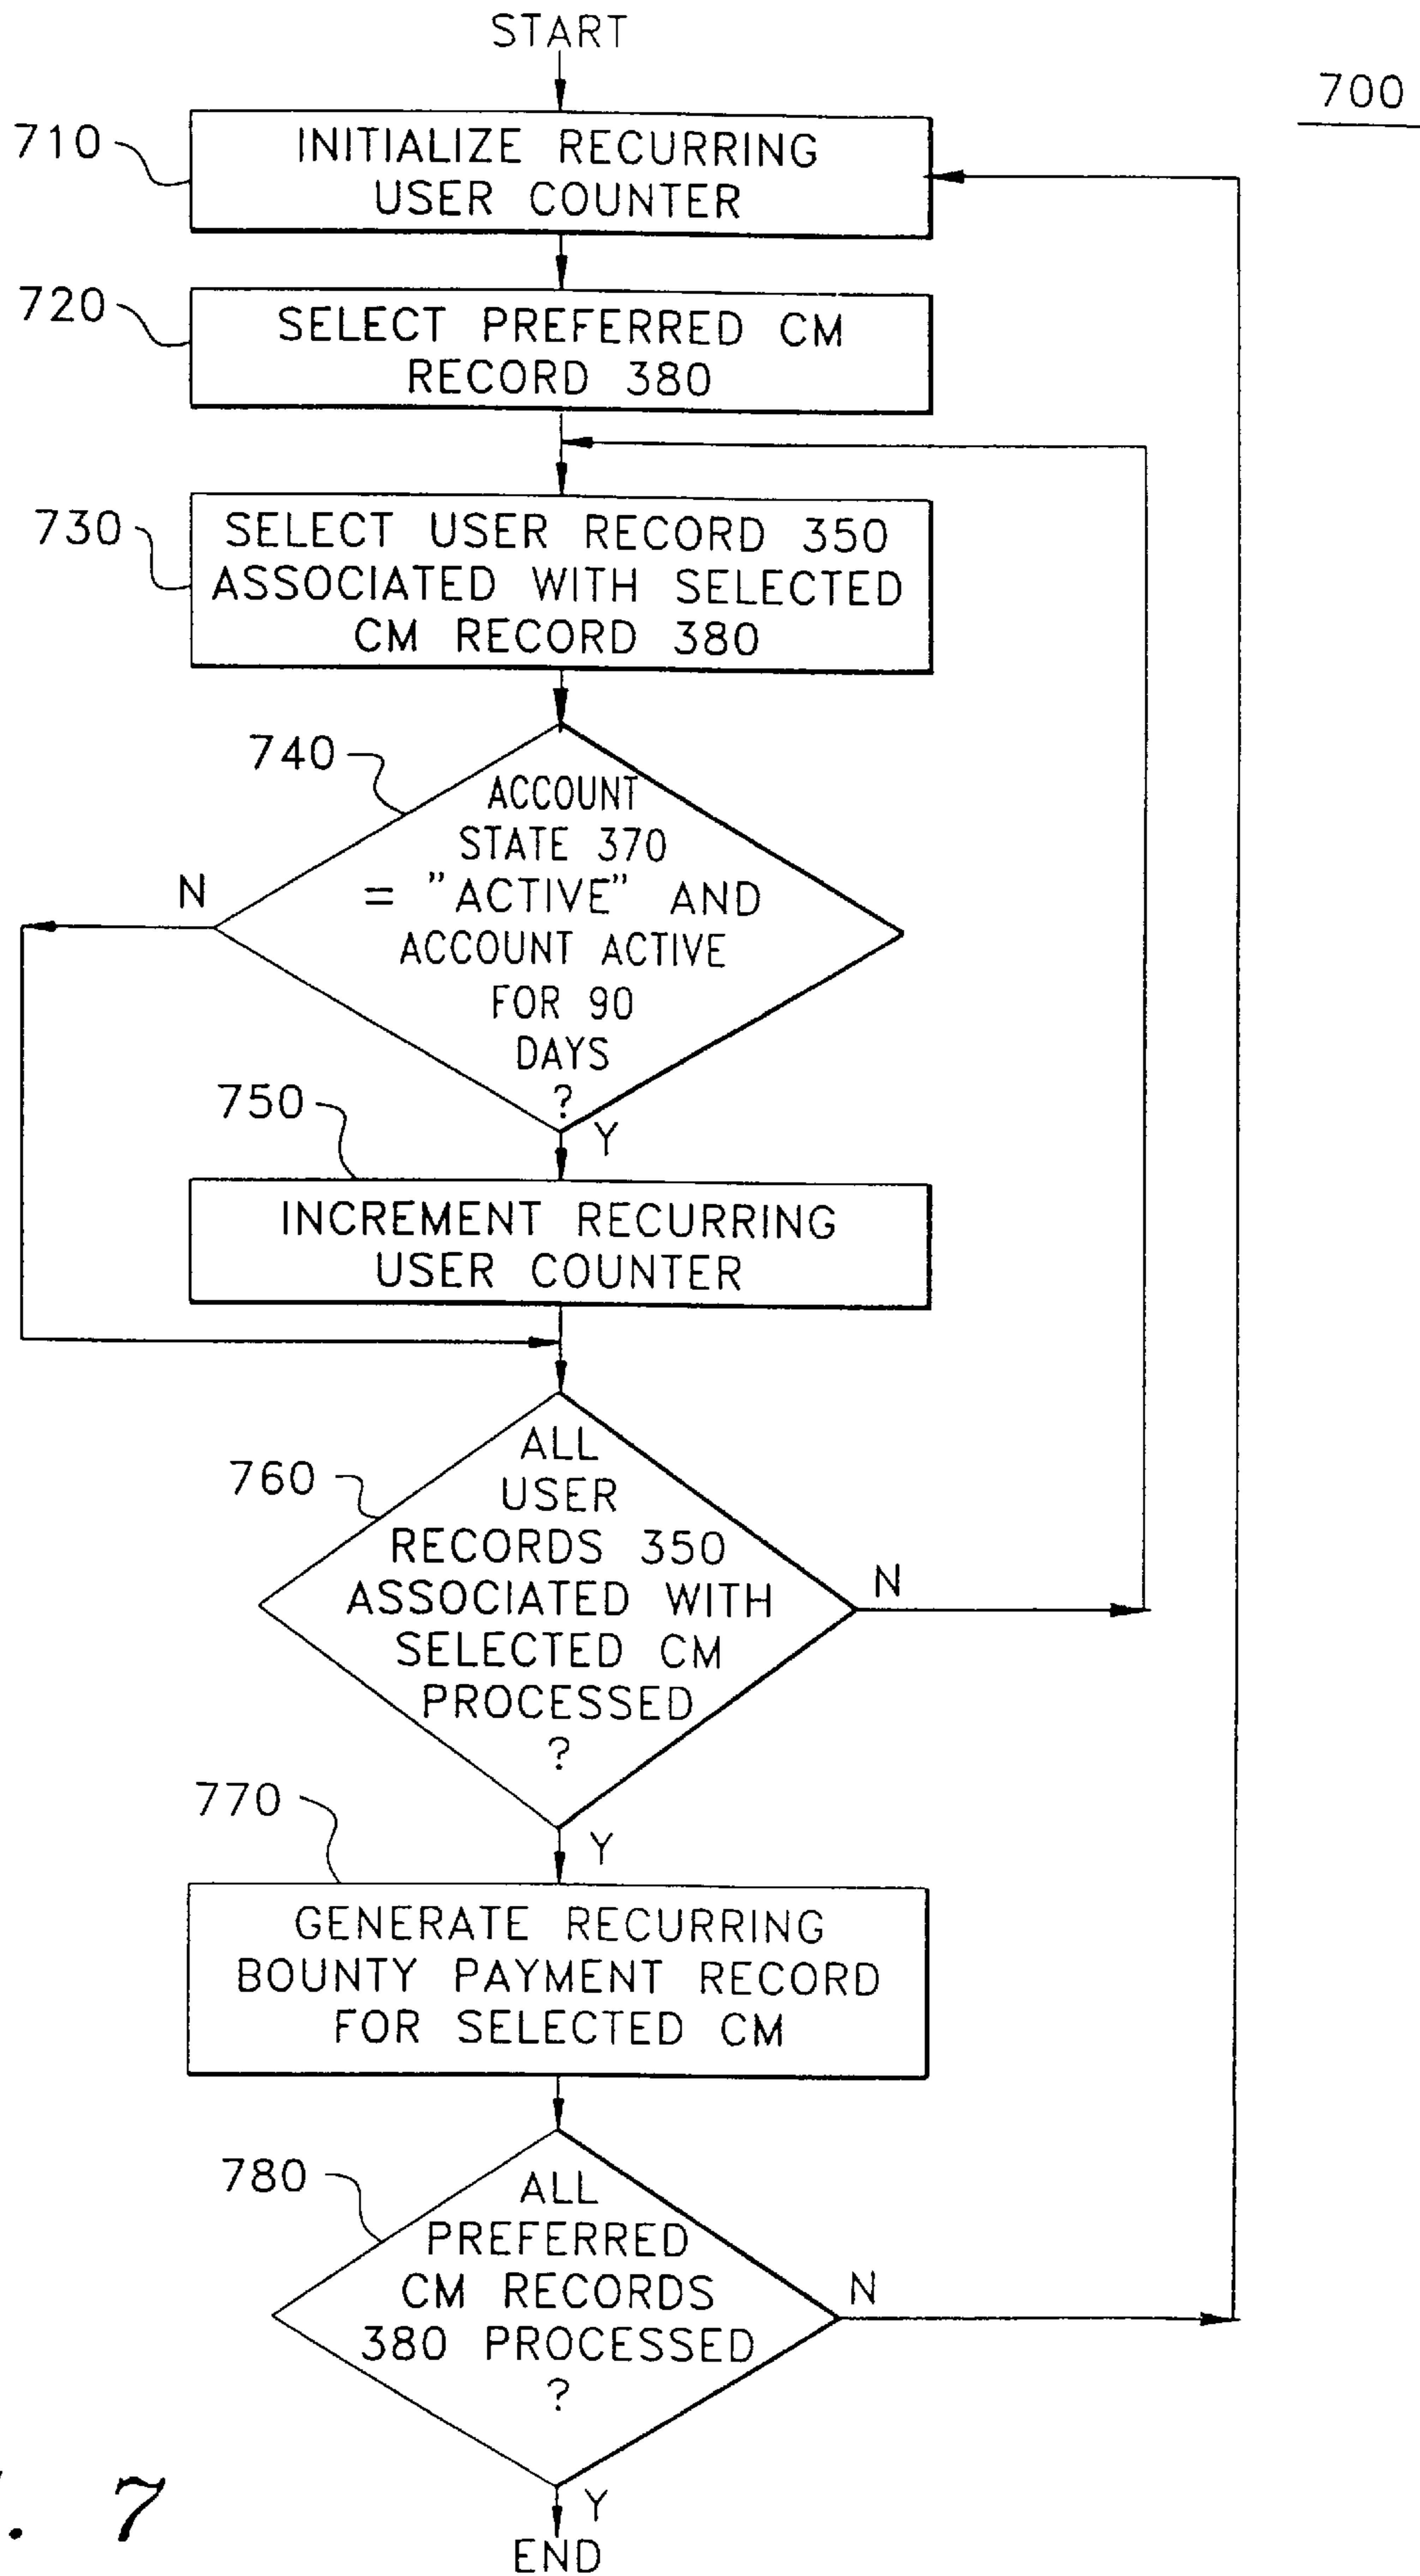 START
700
710
INITIALIZE RECURRING
USER COUNTER
720
SELECT PREFERRED CM
RECORD 380
730
SELECT USER RECORD 350
ASSOCIATED WITH SELECTED
CM RECORD 380
740
ACCOUNT
STATE 370
= "ACTIVE" AND
ACCOUNT ACTIVE
FOR 90
DAYS
?
N
Y
750
INCREMENT RECURRING
USER COUNTER
760
ALL
USER
RECORDS 350
ASSOCIATED WITH
SELECTED CM
PROCESSED
?
N
Y
770
GENERATE RECURRING
BOUNTY PAYMENT RECORD
FOR SELECTED CM
780
ALL
PREFERRED
CM RECORDS
380 PROCESSED
?
N
Y
END
. 7